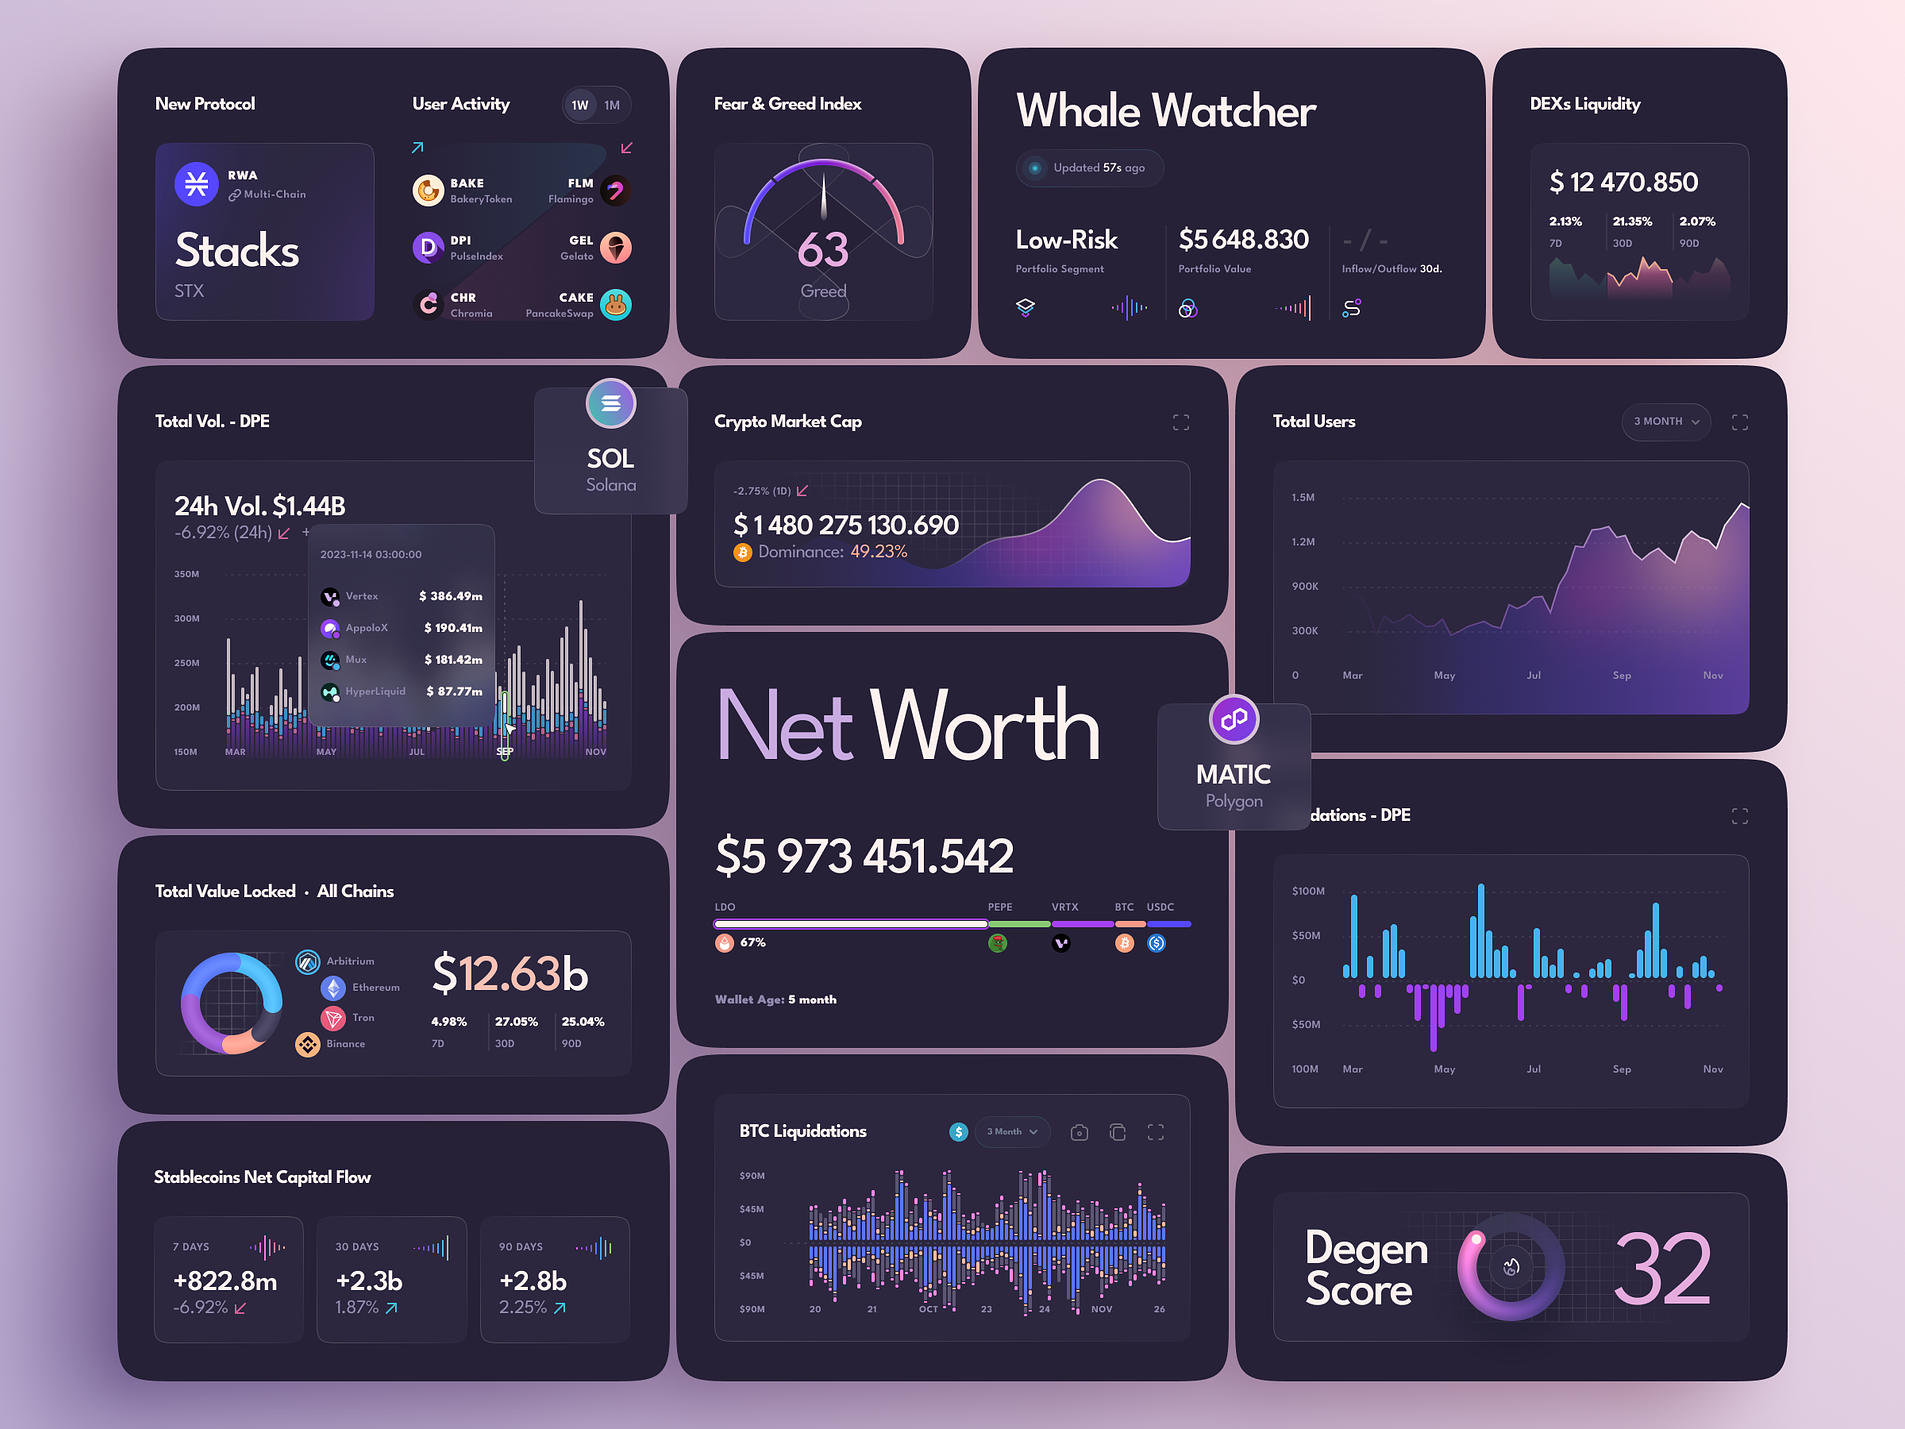 New Protocol
RWA
Multi-Chain
Stacks
STX
User Activity
1W 1M
BAKE
BakeryToken
FLM
Flamingo
DPI
PulseIndex
GEL
Gelato
CHR
Chromia
CAKE
PancakeSwap
Fear & Greed Index
63
Greed
Whale Watcher
Updated 57s ago
Low-Risk
Portfolio Segment
$5 648.830
Portfolio Value
- / -
Inflow/Outflow 30d.
DEXs Liquidity
$ 12 470.850
2.13% 21.35% 2.07%
7D 30D 90D
Total Vol. - DPE
24h Vol. $1.44B
-6.92% (24h) +
2023-11-14 03:00:00
Vertex $ 386.49m
AppoloX $ 190.41m
Mux $ 181.42m
HyperLiquid $ 87.77m
350M
300M
250M
200M
150M
MAR MAY JUL SEP NOV
SOL
Solana
Crypto Market Cap
-2.75% (1D)
$ 1 480 275 130.690
Dominance: 49.23%
Total Users
3 MONTH
1.5M
1.2M
900K
300K
0
Mar May Jul Sep Nov
Net Worth
$5 973 451.542
LDO PEPE VRTX BTC USDC
67%
Wallet Age: 5 month
MATIC
Polygon
dations - DPE
$100M
$50M
$0
$50M
100M
Mar May Jul Sep Nov
Total Value Locked · All Chains
Arbitrium
Ethereum
Tron
Binance
$12.63b
4.98% 27.05% 25.04%
7D 30D 90D
Stablecoins Net Capital Flow
7 DAYS
+822.8m
-6.92%
30 DAYS
+2.3b
1.87%
90 DAYS
+2.8b
2.25%
BTC Liquidations
$
3 Month
$90M
$45M
$0
$45M
$90M
20 21 OCT 23 24 NOV 26
Degen
Score
32